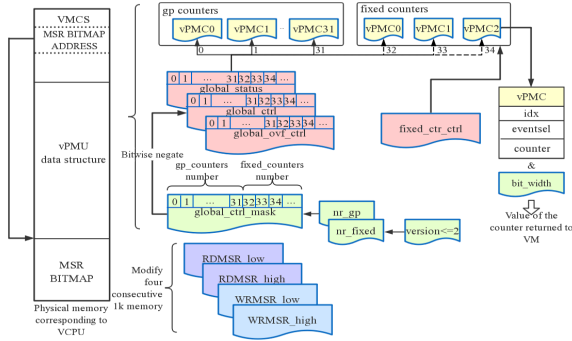 VMCS
MSR BITMAP
ADDRESS
vPMU
data structure
MSR
BITMAP
Physical memory
corresponding to
VCPU
gp counters
vPMC0
vPMC1
vPMC31
0
1
31
fixed counters
vPMC0
vPMC1
vPMC2
32
33
34
0 1 ... 31 32 33 34 ...
global_status
0 1 ... 31 32 33 34 ...
global_ctrl
0 1 ... 31 32 33 34 ...
global_ovf_ctrl
fixed_ctr_ctrl
Bitwise negate
gp_counters
number
fixed_counters
number
0 1 ... 31 32 33 34 ...
global_ctrl_mask
nr_gp
nr_fixed
version<=2
vPMC
idx
eventsel
counter
&
bit_width
Value of the
counter returned to
VM
Modify
four
consecutive
1k memory
RDMSR_low
RDMSR_high
WRMSR_low
WRMSR_high